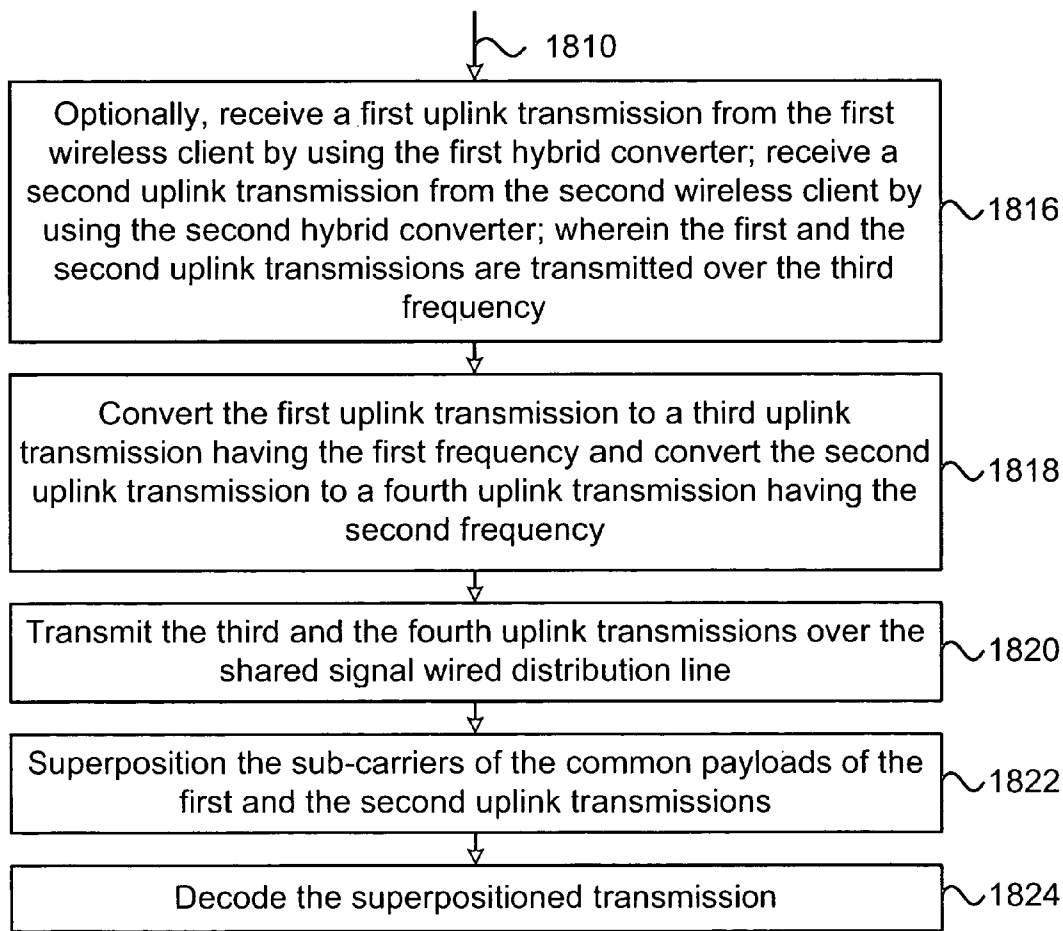 1810
Optionally, receive a first uplink transmission from the first
wireless client by using the first hybrid converter; receive a
second uplink transmission from the second wireless client by
using the second hybrid converter; wherein the first and the
second uplink transmissions are transmitted over the third
frequency
1816
Convert the first uplink transmission to a third uplink
transmission having the first frequency and convert the second
uplink transmission to a fourth uplink transmission having the
second frequency
1818
Transmit the third and the fourth uplink transmissions over the
shared signal wired distribution line
1820
Superposition the sub-carriers of the common payloads of the
first and the second uplink transmissions
1822
Decode the superpositioned transmission
1824